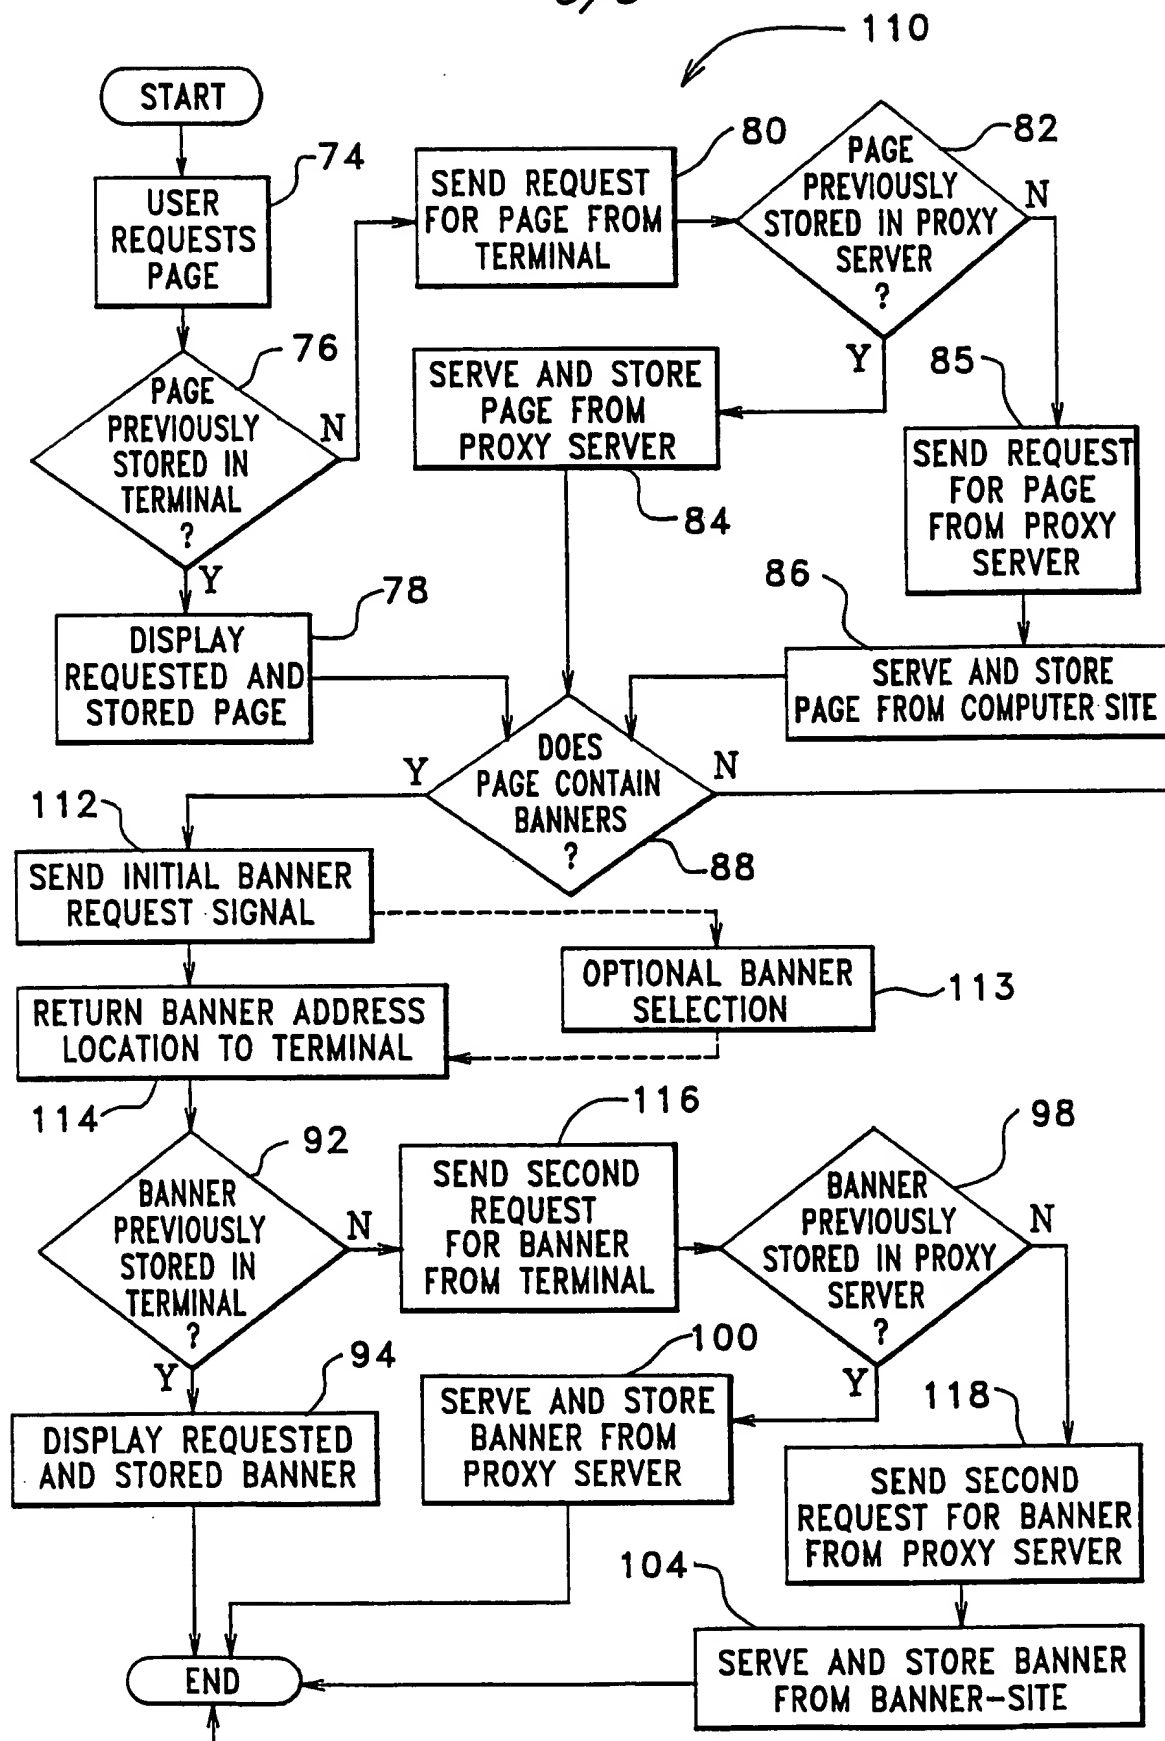 110
START
74
USER
REQUESTS
PAGE
80
SEND REQUEST
FOR PAGE FROM
TERMINAL
82
PAGE
PREVIOUSLY
STORED IN PROXY
SERVER
?
N
Y
76
PAGE
PREVIOUSLY
STORED IN
TERMINAL
?
N
Y
SERVE AND STORE
PAGE FROM
PROXY SERVER
84
85
SEND REQUEST
FOR PAGE
FROM PROXY
SERVER
78
DISPLAY
REQUESTED AND
STORED PAGE
86
SERVE AND STORE
PAGE FROM COMPUTER SITE
DOES
PAGE CONTAIN
BANNERS
?
Y
N
88
112
SEND INITIAL BANNER
REQUEST SIGNAL
OPTIONAL BANNER
SELECTION
113
RETURN BANNER ADDRESS
LOCATION TO TERMINAL
114
92
BANNER
PREVIOUSLY
STORED IN
TERMINAL
?
N
Y
116
SEND SECOND
REQUEST
FOR BANNER
FROM TERMINAL
98
BANNER
PREVIOUSLY
STORED IN PROXY
SERVER
?
N
Y
94
DISPLAY REQUESTED
AND STORED BANNER
100
SERVE AND STORE
BANNER FROM
PROXY SERVER
118
SEND SECOND
REQUEST FOR BANNER
FROM PROXY SERVER
104
SERVE AND STORE BANNER
FROM BANNER-SITE
END